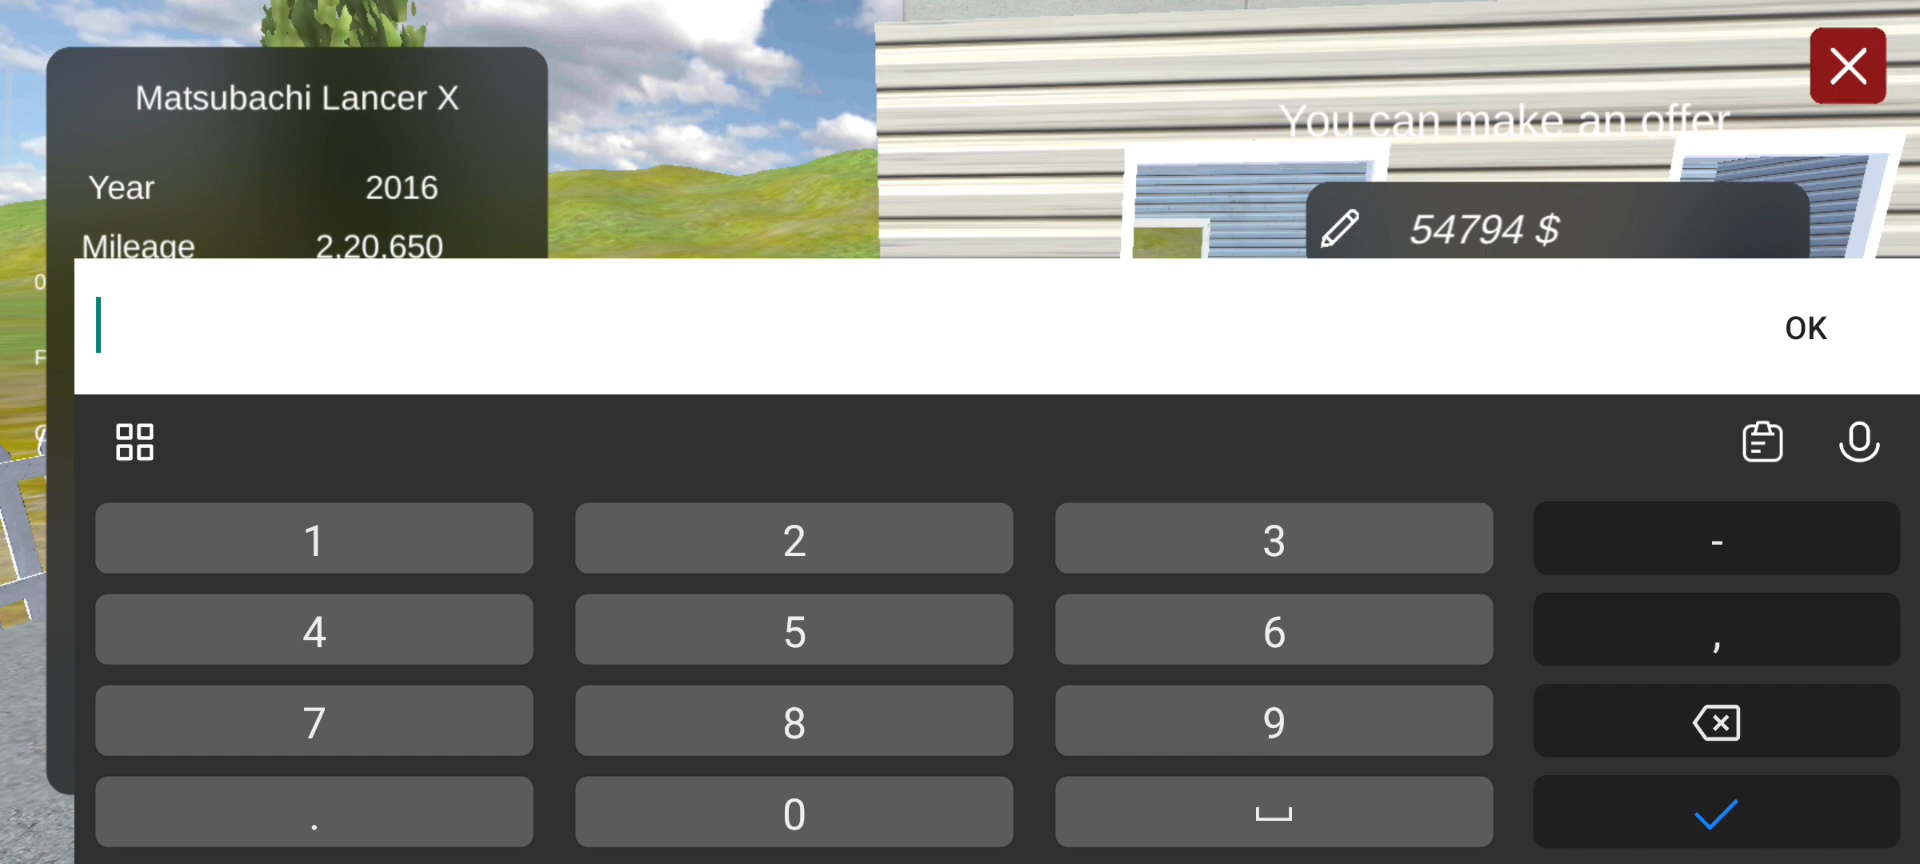 Matsubachi Lancer X
Year 2016
Mileage 2,20,650
You can make an offer
54794 $
0
F
OK
1 2 3 -
4 5 6 ,
7 8 9
. 0